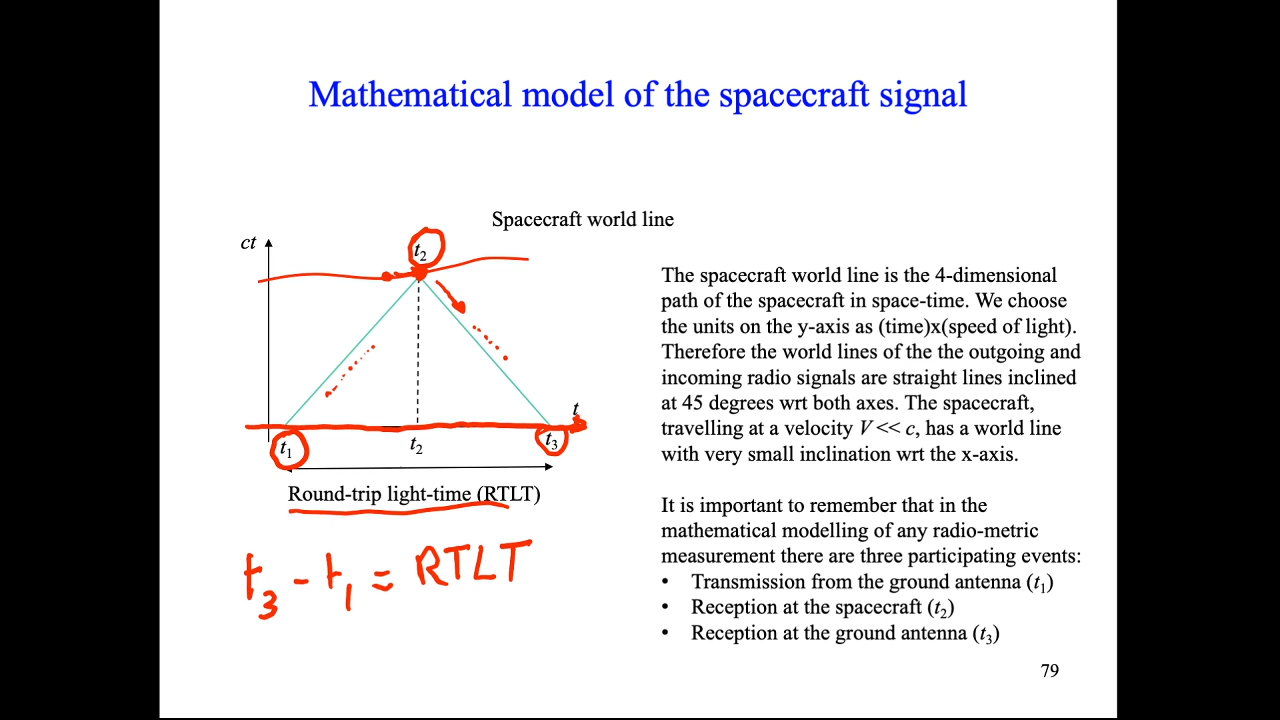 Mathematical model of the spacecraft signal
Spacecraft world line
ct
t2
t
t1
t2
t3
Round-trip light-time (RTLT)
t3 - t1 = RTLT
The spacecraft world line is the 4-dimensional
path of the spacecraft in space-time. We choose
the units on the y-axis as (time)x(speed of light).
Therefore the world lines of the the outgoing and
incoming radio signals are straight lines inclined
at 45 degrees wrt both axes. The spacecraft,
travelling at a velocity V << c, has a world line
with very small inclination wrt the x-axis.
It is important to remember that in the
mathematical modelling of any radio-metric
measurement there are three participating events:
• Transmission from the ground antenna (t1)
• Reception at the spacecraft (t2)
• Reception at the ground antenna (t3)
79